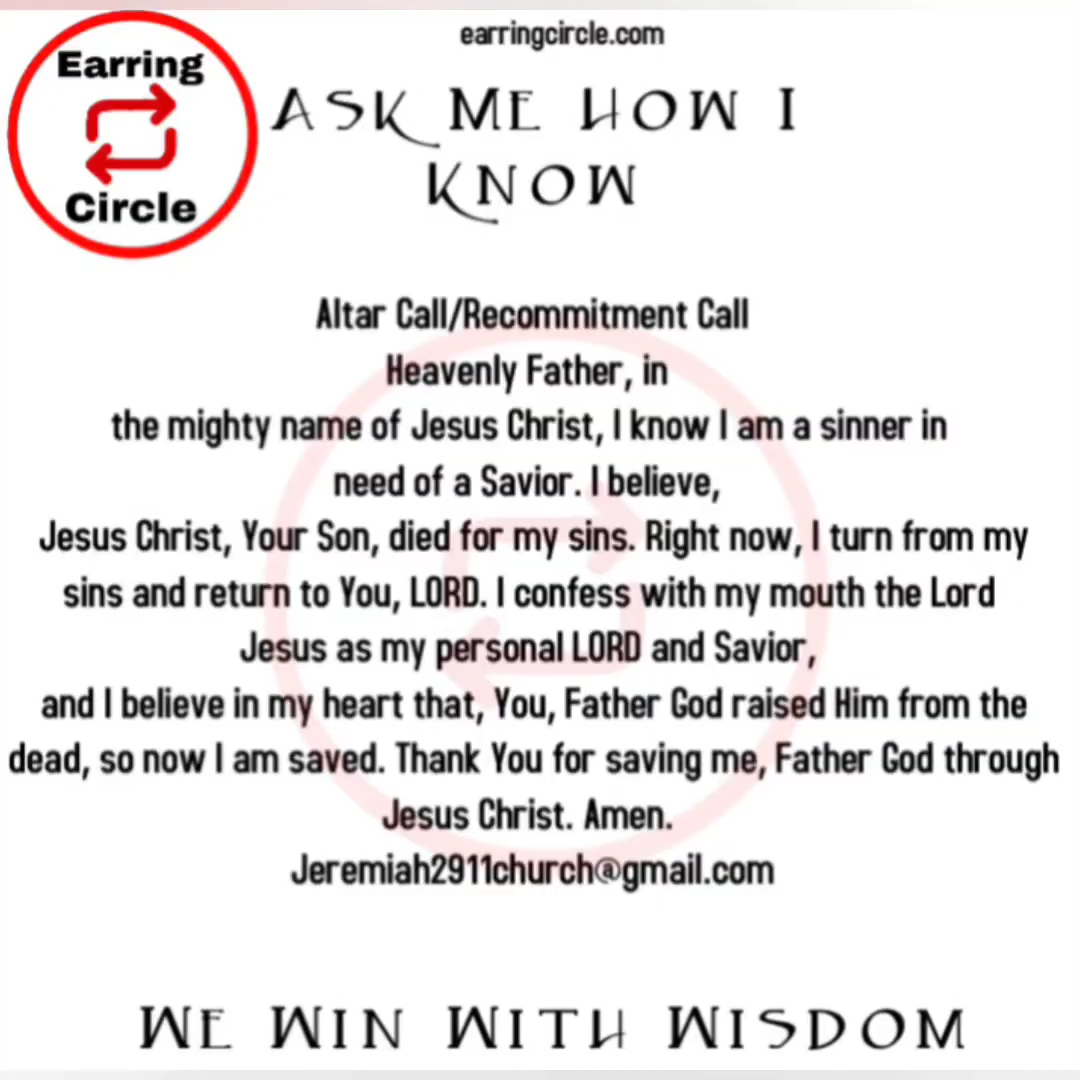 earringcircle.com
Earring
Circle
ASK ME HOW I
KNOW
Altar Call/Recommitment Call
Heavenly Father, in
the mighty name of Jesus Christ, I know I am a sinner in
need of a Savior. I believe,
Jesus Christ, Your Son, died for my sins. Right now, I turn from my
sins and return to You, LORD. I confess with my mouth the Lord
Jesus as my personal LORD and Savior,
and I believe in my heart that, You, Father God raised Him from the
dead, so now I am saved. Thank You for saving me, Father God through
Jesus Christ. Amen.
Jeremiah2911church@gmail.com
WE WIN WITH WISDOM